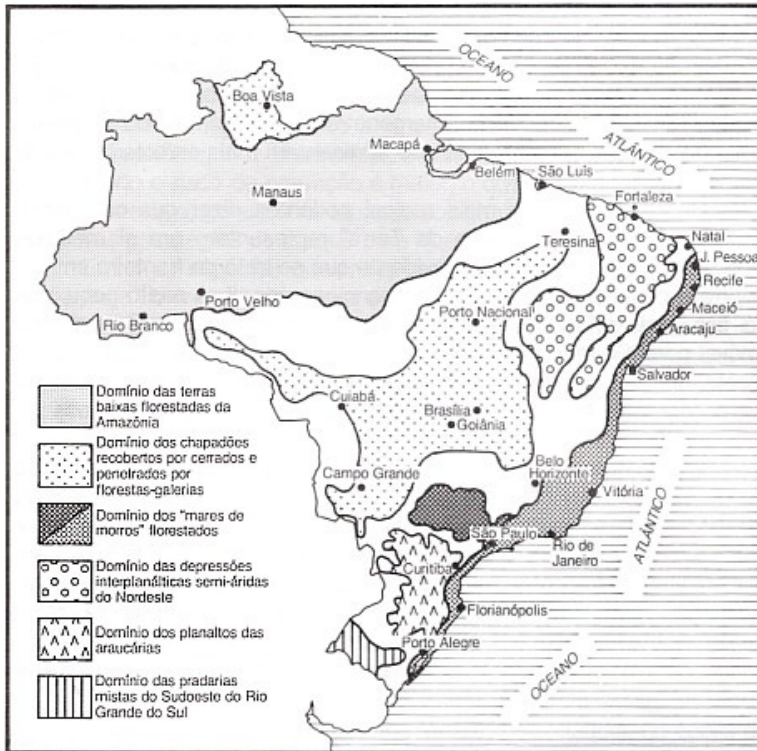 OCEANO
ATLÂNTICO
Boa Vista
Macapá
Belém
São Luís
Fortaleza
Manaus
Teresina
Natal
J. Pessoa
Recife
Porto Velho
Maceió
Rio Branco
Porto Nacional
Aracaju
Salvador
Cuiabá
Brasília
Goiânia
Belo
Horizonte
Campo Grande
Vitória
São Paulo
Rio de
Janeiro
ATLÂNTICO
Curitiba
Florianópolis
Porto Alegre
OCEANO
Domínio das terras
baixas florestadas da
Amazônia
Domínio dos chapadões
recobertos por cerrados e
penetrados por
florestas-galerias
Domínio dos "mares de
morros" florestados
Domínio das depressões
interplanálticas semi-áridas
do Nordeste
Domínio dos planaltos das
araucárias
Domínio das pradarias
mistas do Sudoeste do Rio
Grande do Sul